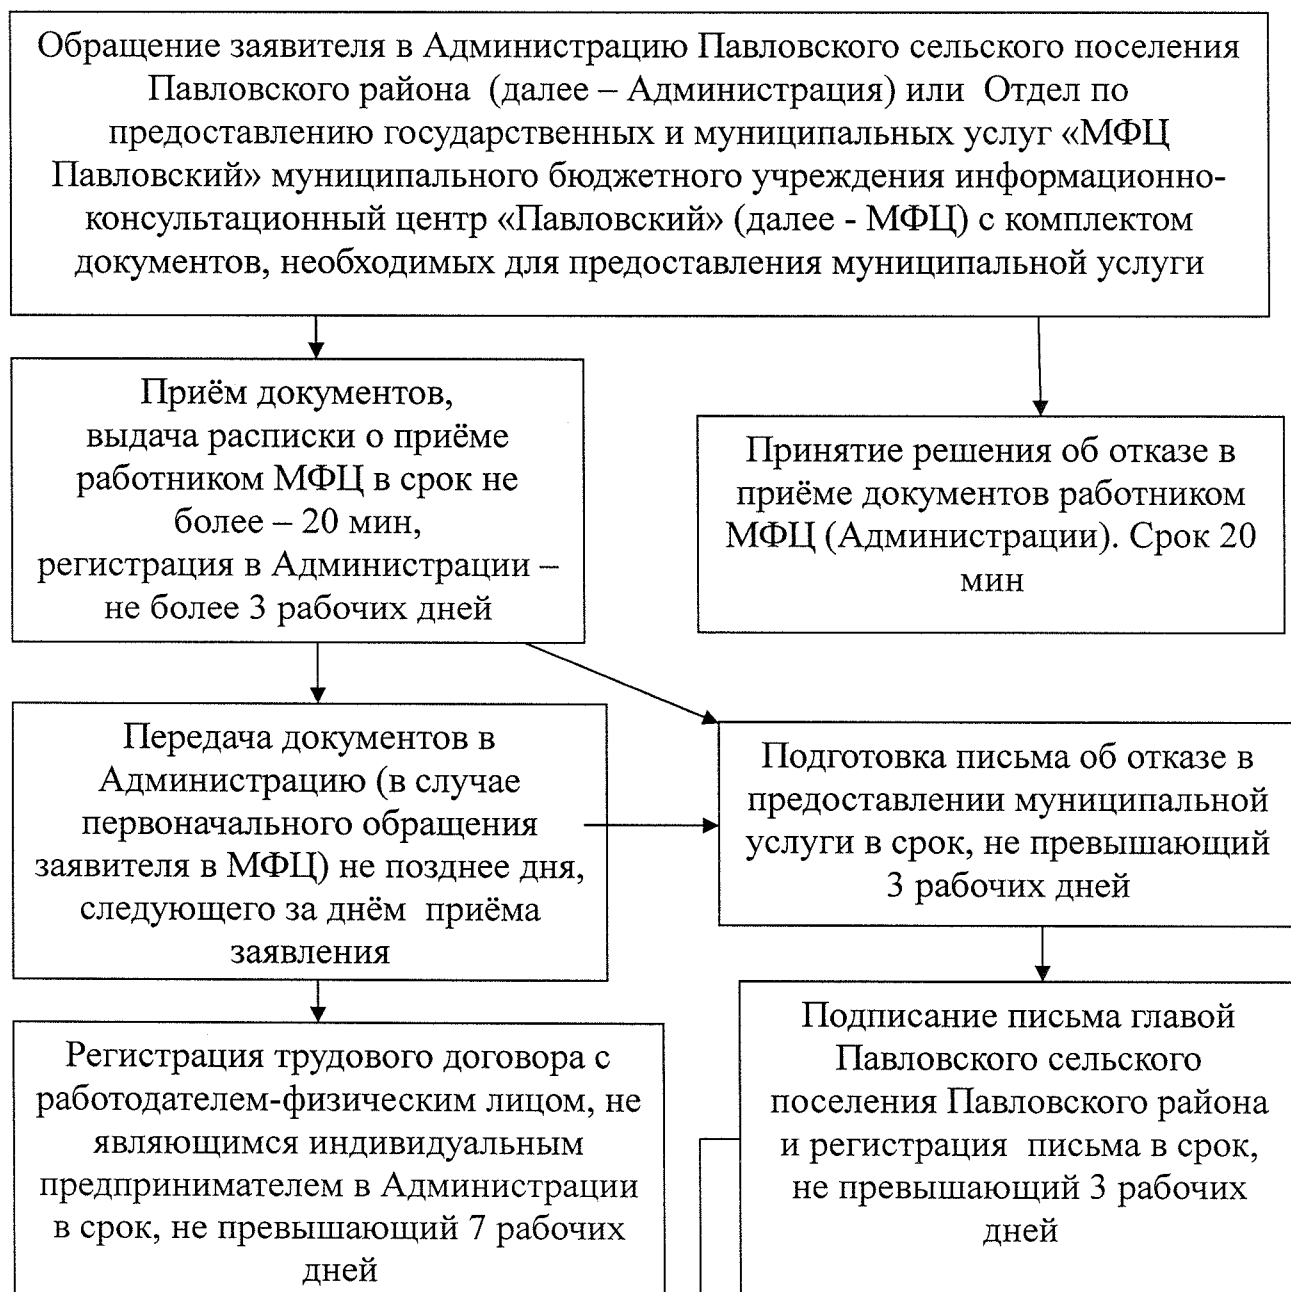 Обращение заявителя в Администрацию Павловского сельского поселения
Павловского района (далее – Администрация) или Отдел по
предоставлению государственных и муниципальных услуг «МФЦ
Павловский» муниципального бюджетного учреждения информационно-
консультационный центр «Павловский» (далее - МФЦ) с комплектом
документов, необходимых для предоставления муниципальной услуги
Приём документов,
выдача расписки о приёме
работником МФЦ в срок не
более – 20 мин,
регистрация в Администрации –
не более 3 рабочих дней
Принятие решения об отказе в
приёме документов работником
МФЦ (Администрации). Срок 20
мин
Передача документов в
Администрацию (в случае
первоначального обращения
заявителя в МФЦ) не позднее дня,
следующего за днём приёма
заявления
Подготовка письма об отказе в
предоставлении муниципальной
услуги в срок, не превышающий
3 рабочих дней
Регистрация трудового договора с
работодателем-физическим лицом, не
являющимся индивидуальным
предпринимателем в Администрации
в срок, не превышающий 7 рабочих
дней
Подписание письма главой
Павловского сельского
поселения Павловского района
и регистрация письма в срок,
не превышающий 3 рабочих
дней